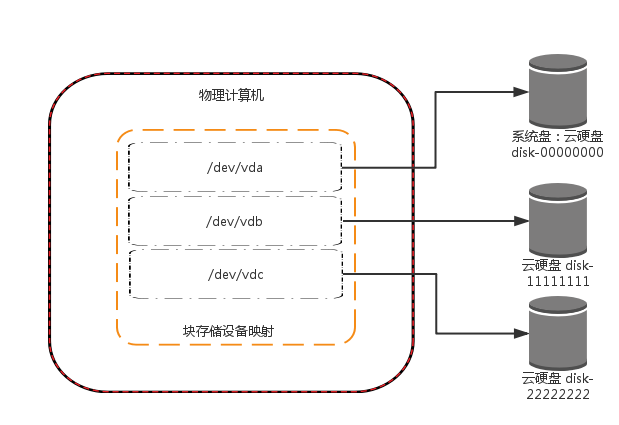 物理计算机
/dev/vda
/dev/vdb
/dev/vdc
块存储设备映射
系统盘：云硬盘
disk-00000000
云硬盘 disk-
11111111
云硬盘 disk-
22222222